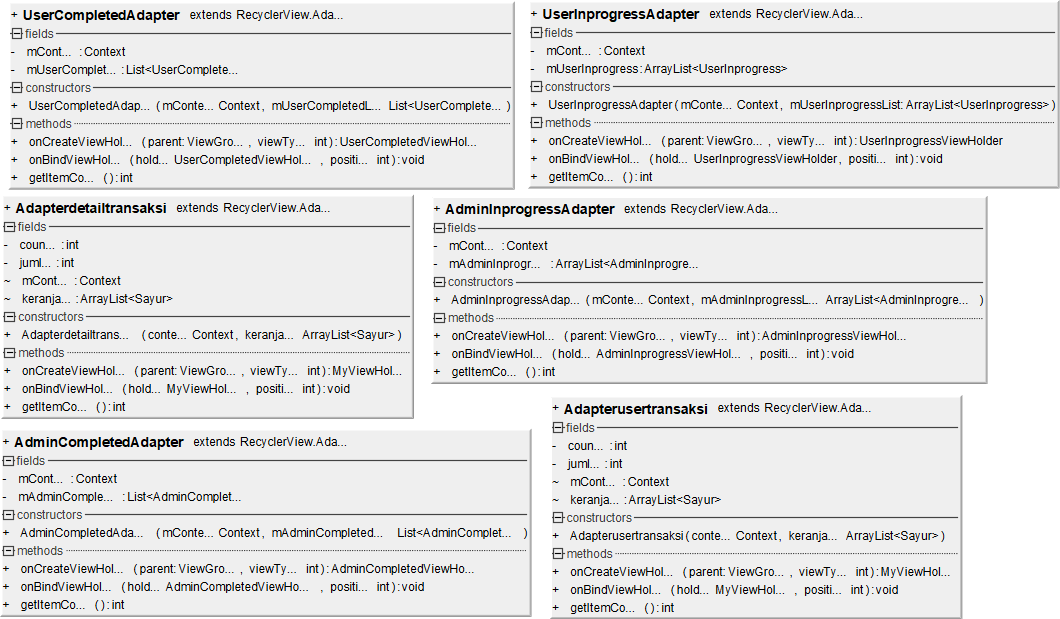 + UserCompletedAdapter extends RecyclerView.Ada...
fields
- mCont... : Context
- mUserComplet... : List<UserComplete...
constructors
+ UserCompletedAdap... (mConte... Context, mUserCompletedL... List<UserComplete... )
methods
+ onCreateViewHol... (parent: ViewGro... , viewTy... int): UserCompletedViewHol...
+ onBindViewHol... (hold... UserCompletedViewHol... , positi... int): void
+ getItemCo... (): int
+ UserInprogressAdapter extends RecyclerView.Ada...
fields
- mCont... : Context
- mUserInprogress: ArrayList<UserInprogress>
constructors
+ UserInprogressAdapter(mConte... Context, mUserInprogressList: ArrayList<UserInprogress>)
methods
+ onCreateViewHol... (parent: ViewGro... , viewTy... int): UserInprogressViewHolder
+ onBindViewHol... (hold... UserInprogressViewHolder, positi... int): void
+ getItemCo... (): int
+ Adapterdetailtransaksi extends RecyclerView.Ada...
fields
- coun... : int
- juml... : int
~ mCont... : Context
~ keranja... : ArrayList<Sayur>
constructors
+ Adapterdetailtrans... (conte... Context, keranja... ArrayList<Sayur>)
methods
+ onCreateViewHol... (parent: ViewGro... , viewTy... int): MyViewHol...
+ onBindViewHol... (hold... MyViewHol... , positi... int): void
+ getItemCo... (): int
+ AdminInprogressAdapter extends RecyclerView.Ada...
fields
- mCont... : Context
- mAdminInprogr... : ArrayList<AdminInprogre...
constructors
+ AdminInprogressAdap... (mConte... Context, mAdminInprogressL... ArrayList<AdminInprogre... )
methods
+ onCreateViewHol... (parent: ViewGro... , viewTy... int): AdminInprogressViewHol...
+ onBindViewHol... (hold... AdminInprogressViewHol... , positi... int): void
+ getItemCo... (): int
+ AdminCompletedAdapter extends RecyclerView.Ada...
fields
- mCont... : Context
- mAdminComple... : List<AdminComplet...
constructors
+ AdminCompletedAda... (mConte... Context, mAdminCompleted... List<AdminComplet... )
methods
+ onCreateViewHol... (parent: ViewGro... , viewTy... int): AdminCompletedViewHo...
+ onBindViewHol... (hold... AdminCompletedViewHo... , positi... int): void
+ getItemCo... (): int
+ Adapterusertransaksi extends RecyclerView.Ada...
fields
- coun... : int
- juml... : int
~ mCont... : Context
~ keranja... : ArrayList<Sayur>
constructors
+ Adapterusertransaksi(conte... Context, keranja... ArrayList<Sayur>)
methods
+ onCreateViewHol... (parent: ViewGro... , viewTy... int): MyViewHol...
+ onBindViewHol... (hold... MyViewHol... , positi... int): void
+ getItemCo... (): int